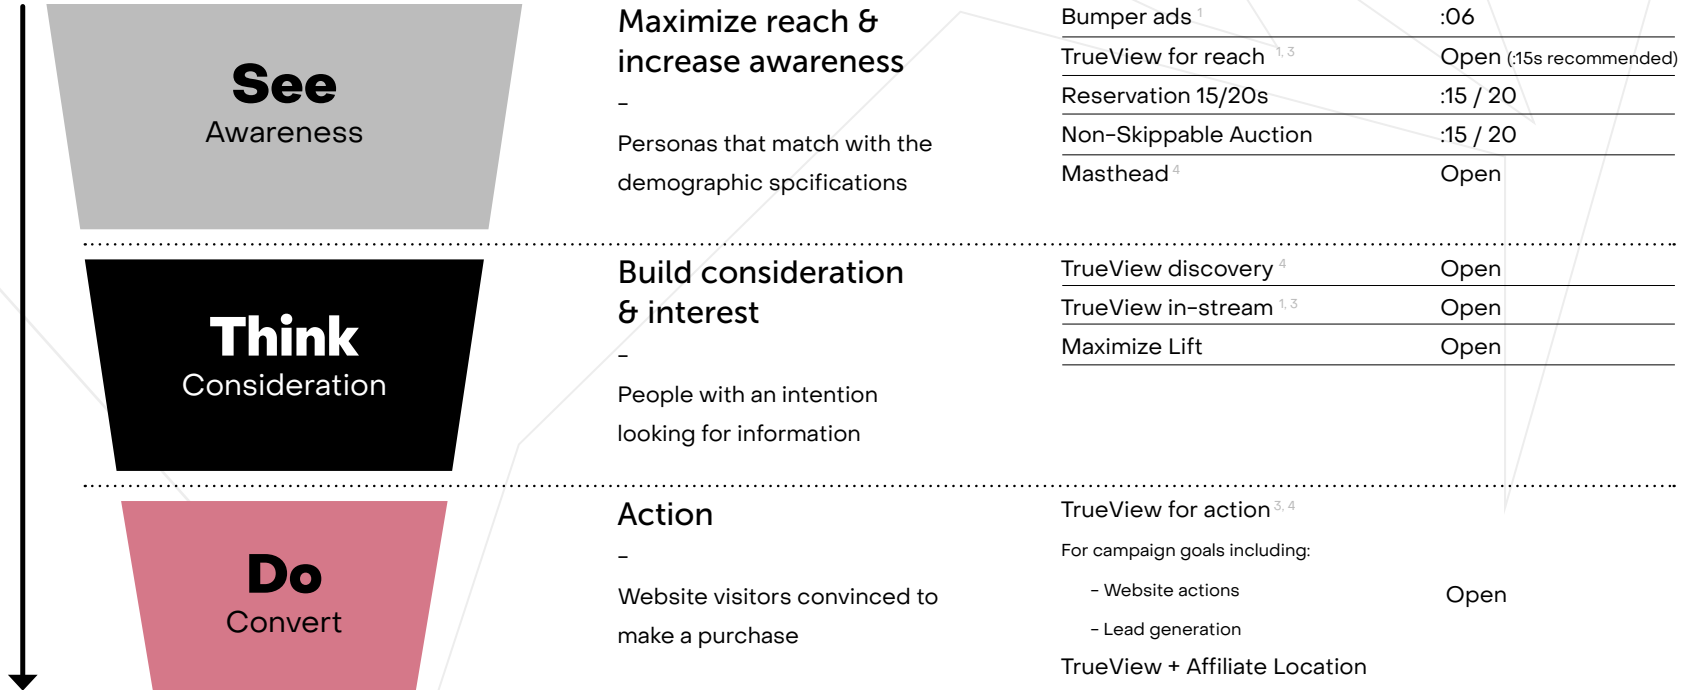 See
Awareness
Maximize reach &
increase awareness
–
Personas that match with the
demographic spcifications
Bumper ads 1 :06
TrueView for reach 1, 3 Open (:15s recommended)
Reservation 15/20s :15 / 20
Non-Skippable Auction :15 / 20
Masthead 4 Open
Think
Consideration
Build consideration
& interest
–
People with an intention
looking for information
TrueView discovery 4 Open
TrueView in-stream 1, 3 Open
Maximize Lift Open
Do
Convert
Action
–
Website visitors convinced to
make a purchase
TrueView for action 3, 4
For campaign goals including:
- Website actions Open
- Lead generation
TrueView + Affiliate Location